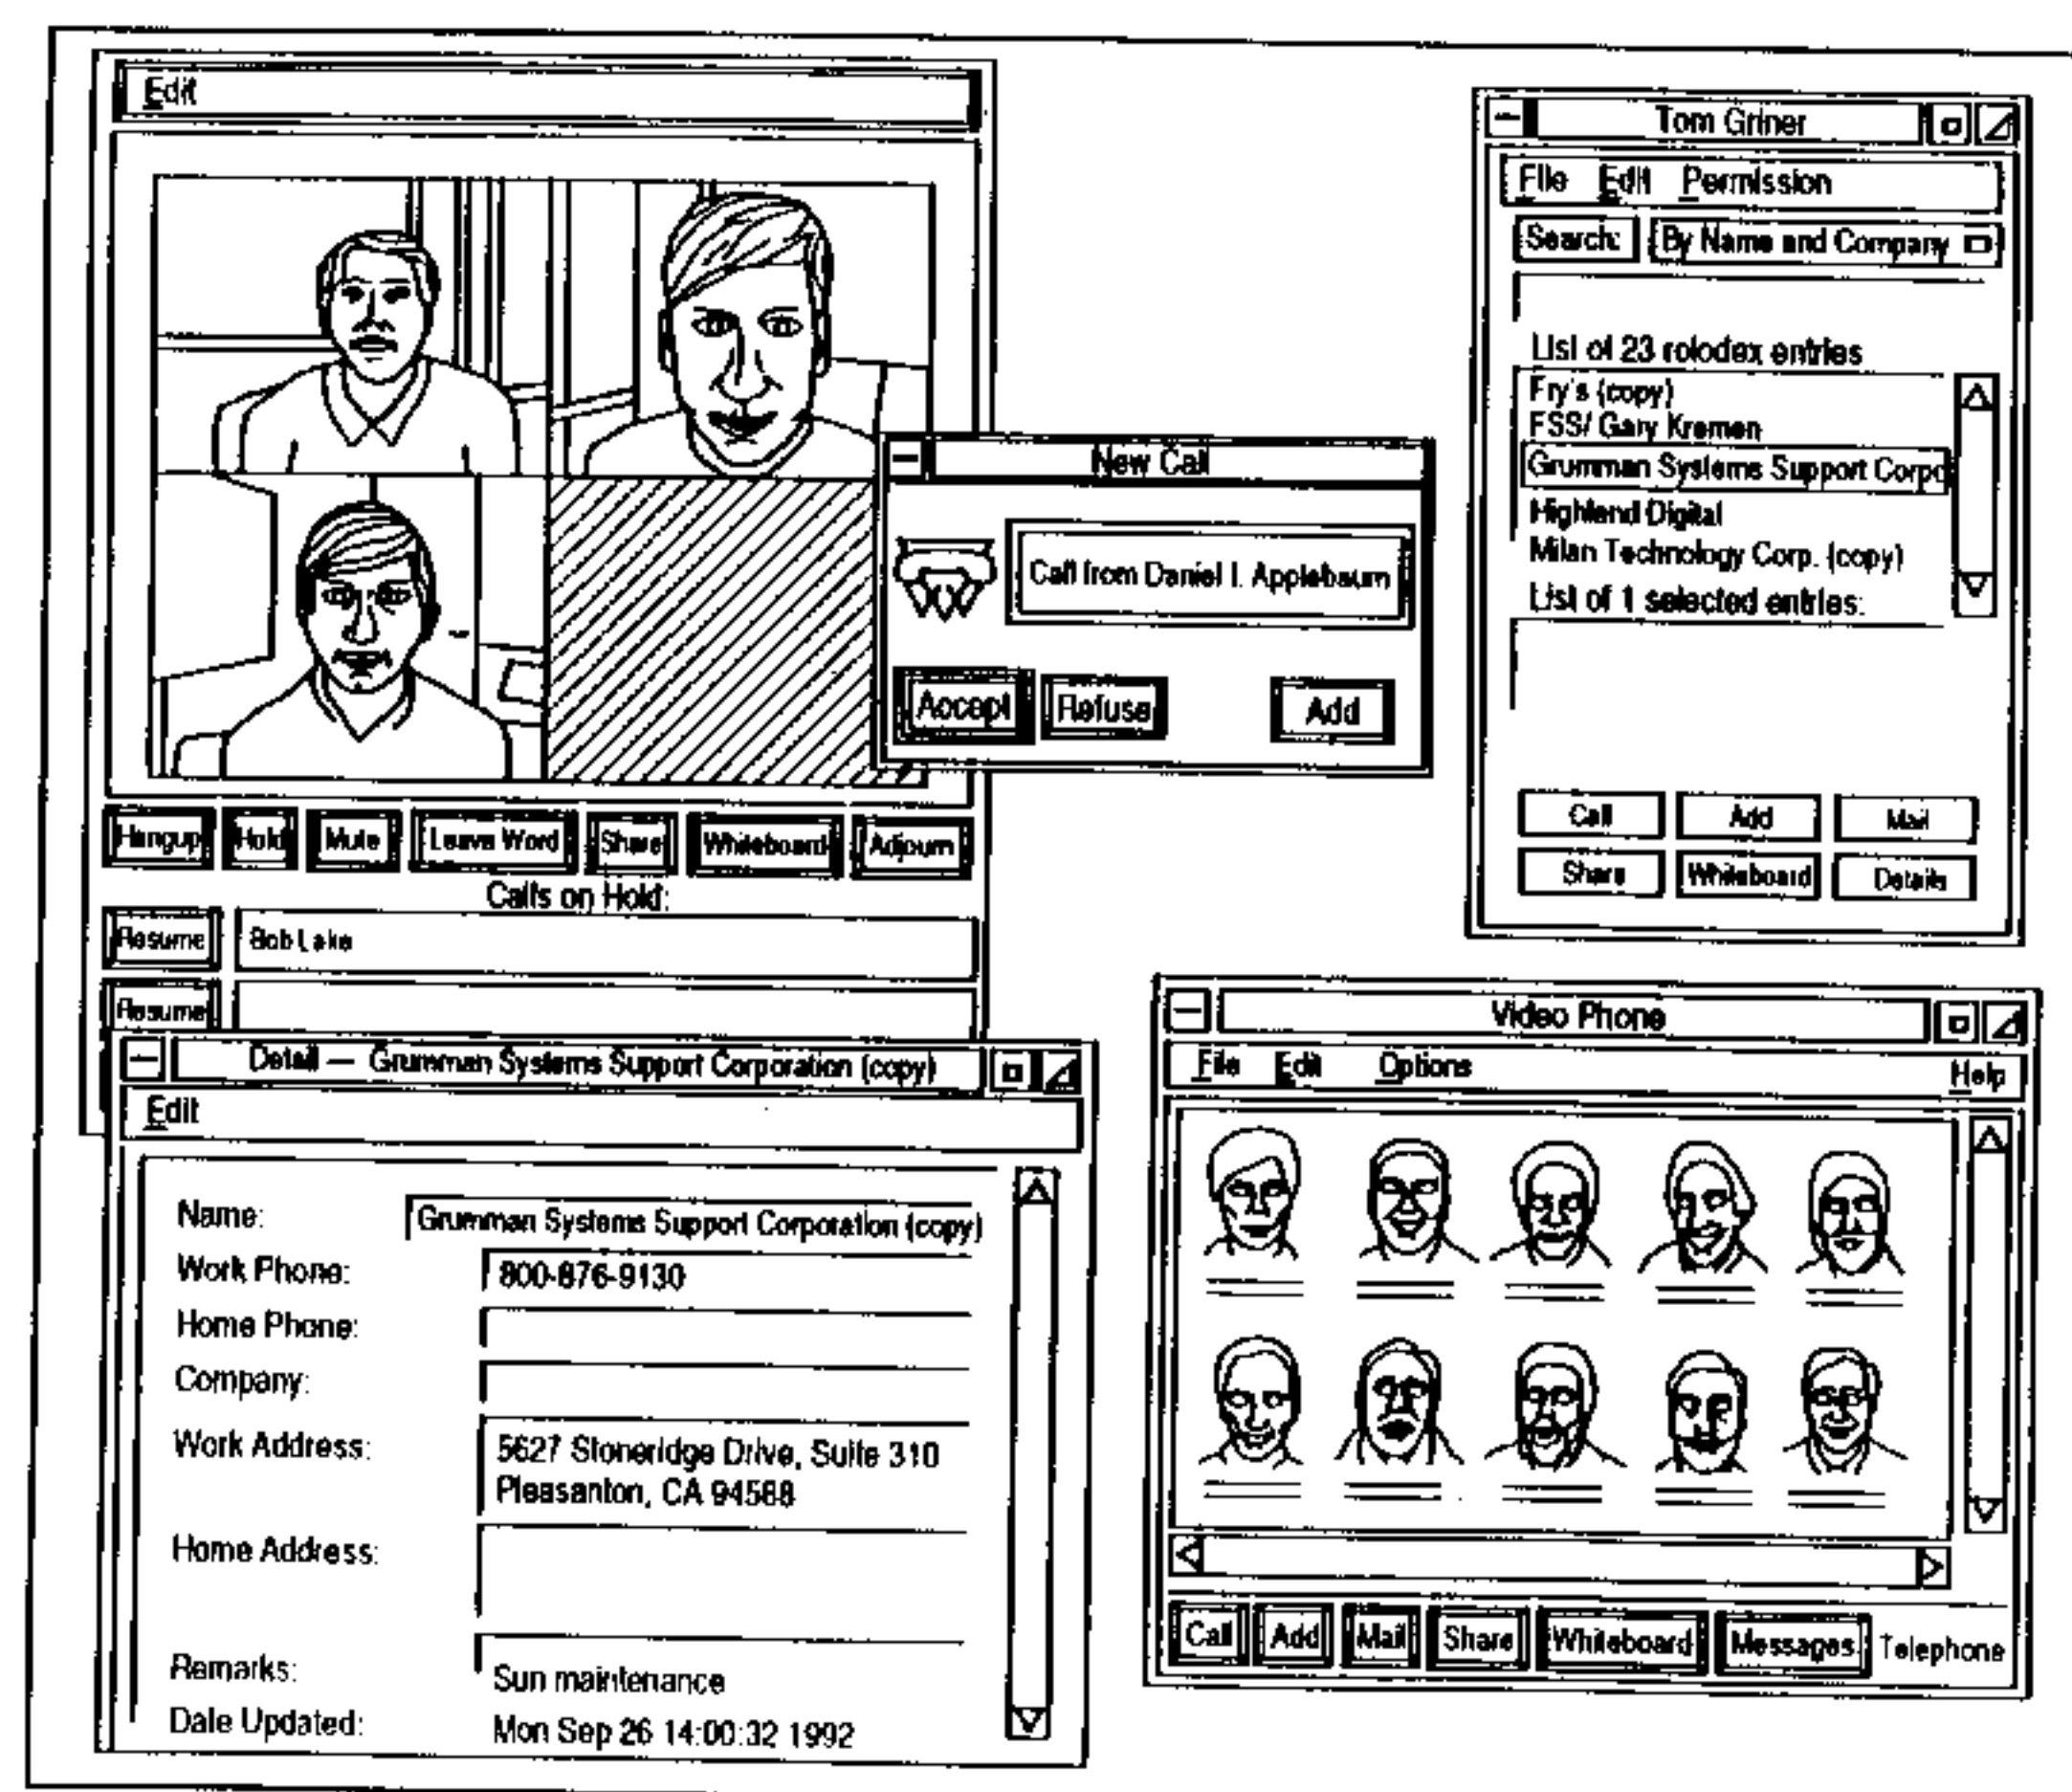 Edit
Hangup Hold Mute Leave Word Share Whiteboard Adjourn
Calls on Hold:
Resume Bob Lake
Resume
New Call
Call from Daniel I. Applebaum
Accept Refuse Add
Tom Griner
File Edit Permission
Search: By Name and Company
List of 23 rolodex entries
Fry's (copy)
FSS/ Gary Kremen
Grumman Systems Support Corpo
Highland Digital
Milan Technology Corp. (copy)
List of 1 selected entries:
Call Add Mail
Share Whiteboard Details
Detail — Grumman Systems Support Corporation (copy)
Edit
Name: Grumman Systems Support Corporation (copy)
Work Phone: 800-876-9130
Home Phone:
Company:
Work Address: 5627 Stoneridge Drive, Suite 310
Pleasanton, CA 94588
Home Address:
Remarks: Sun maintenance
Date Updated: Mon Sep 26 14:00:32 1992
Video Phone
File Edit Options Help
Call Add Mail Share Whiteboard Messages Telephone